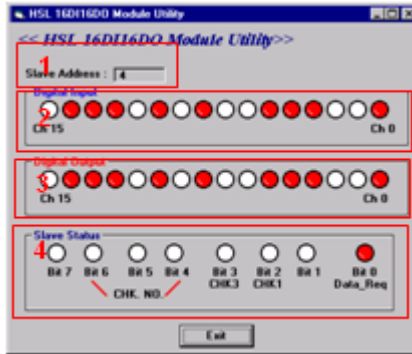 HSL 16DI16DO Module Utility
<< HSL 16DI16DO Module Utility>>
1
Slave Address : 4
Digital Input
2
Ch 15 Ch 0
Digital Output
3
Ch 15 Ch 0
Slave Status
4
Bit 7 Bit 6 Bit 5 Bit 4 Bit 3 Bit 2 Bit 1 Bit 0
CHK3 CHK1 Data_Req
CHK. NO.
Exit